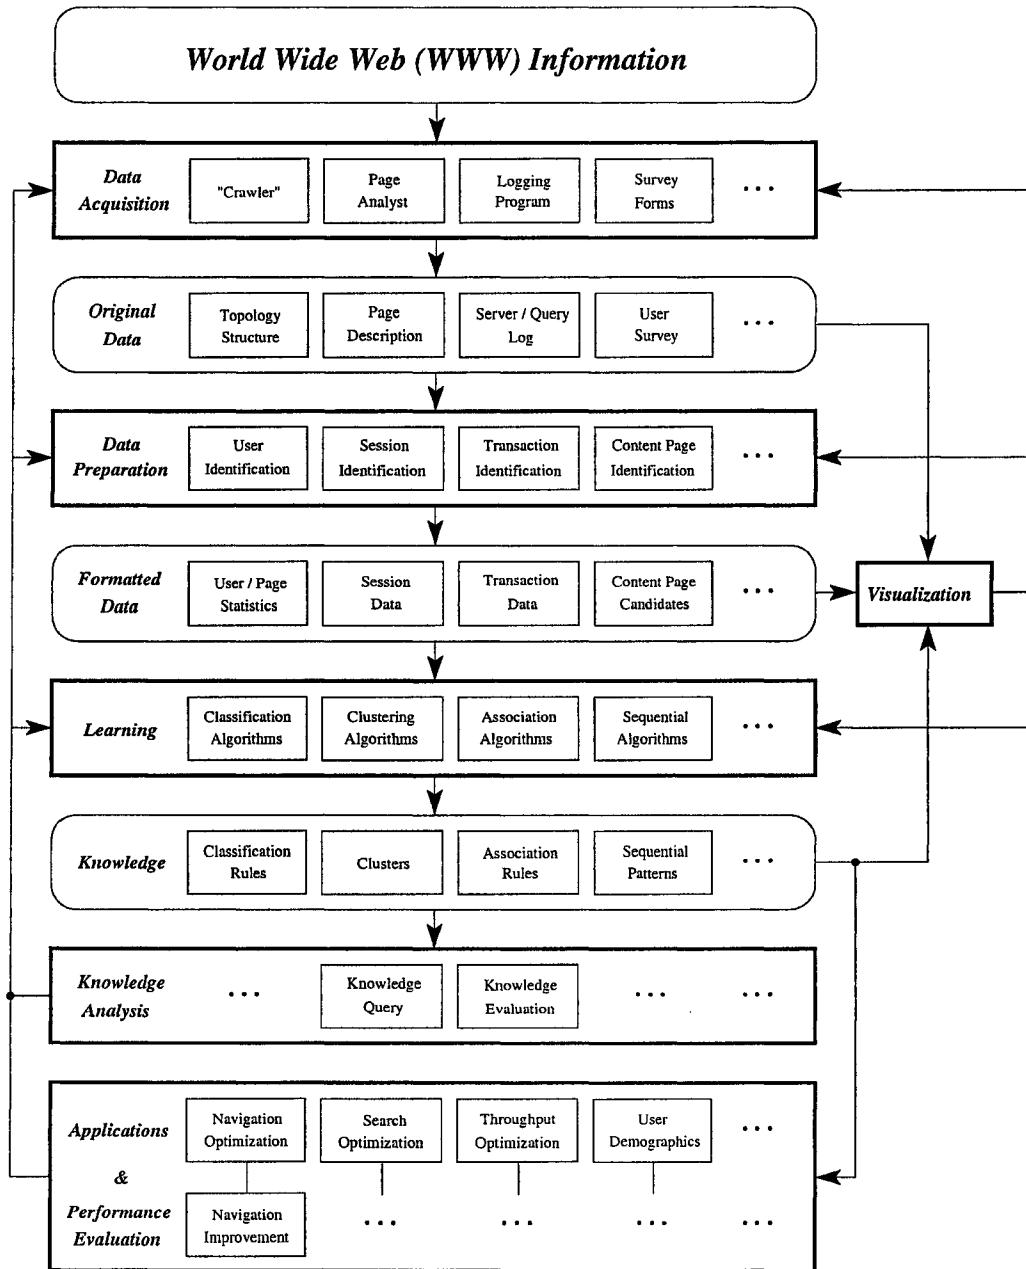 World Wide Web (WWW) Information
Data
Acquisition
"Crawler"
Page
Analyst
Logging
Program
Survey
Forms
...
Original
Data
Topology
Structure
Page
Description
Server / Query
Log
User
Survey
...
Data
Preparation
User
Identification
Session
Identification
Transaction
Identification
Content Page
Identification
...
Formatted
Data
User / Page
Statistics
Session
Data
Transaction
Data
Content Page
Candidates
...
Visualization
Learning
Classification
Algorithms
Clustering
Algorithms
Association
Algorithms
Sequential
Algorithms
...
Knowledge
Classification
Rules
Clusters
Association
Rules
Sequential
Patterns
...
Knowledge
Analysis
...
Knowledge
Query
Knowledge
Evaluation
...
...
Applications
&
Performance
Evaluation
Navigation
Optimization
Search
Optimization
Throughput
Optimization
User
Demographics
...
Navigation
Improvement
...
...
...
...